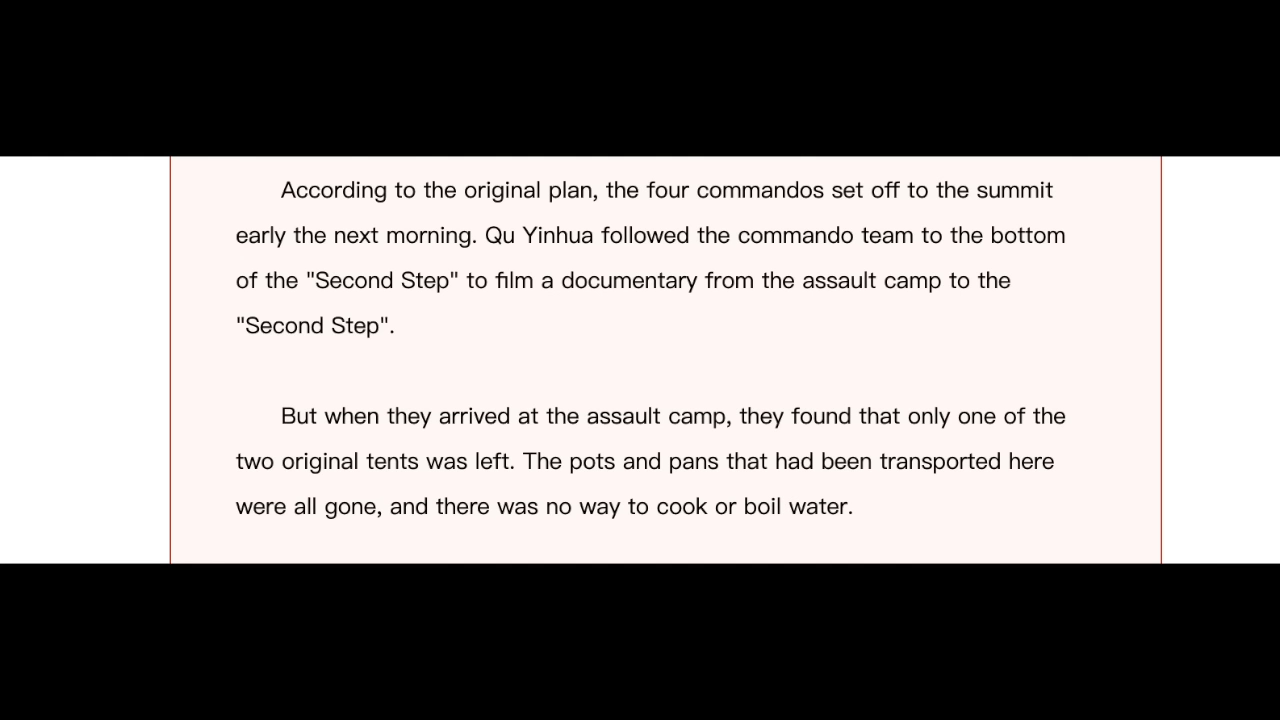 According to the original plan, the four commandos set off to the summit
early the next morning. Qu Yinhua followed the commando team to the bottom
of the "Second Step" to film a documentary from the assault camp to the
"Second Step".
But when they arrived at the assault camp, they found that only one of the
two original tents was left. The pots and pans that had been transported here
were all gone, and there was no way to cook or boil water.